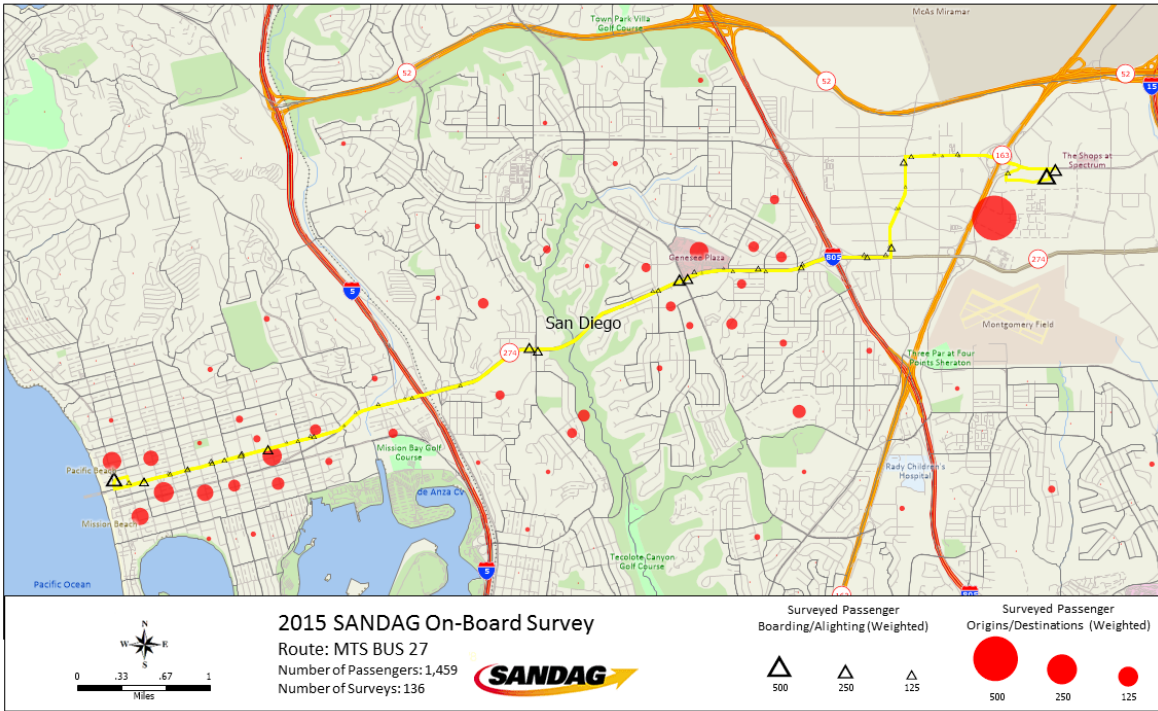 McAs Miramar
Town Park Villa
Golf Course
52
52
52
15
163
The Shops at
Spectrum
Genesee Plaza
805
274
5
San Diego
Montgomery Field
274
Three Par at Four
Points Sheraton
Mission Bay Golf
Course
Pacific Beach
Rady Children's
Hospital
de Anza Cv
Mission Beach
Tecolote Canyon
Golf Course
5
Pacific Ocean
163
805
N
W E
S
0 .33 .67 1
Miles
2015 SANDAG On-Board Survey
Route: MTS BUS 27
Number of Passengers: 1,459
Number of Surveys: 136
SANDAG
Surveyed Passenger
Boarding/Alighting (Weighted)
500 250 125
Surveyed Passenger
Origins/Destinations (Weighted)
500 250 125